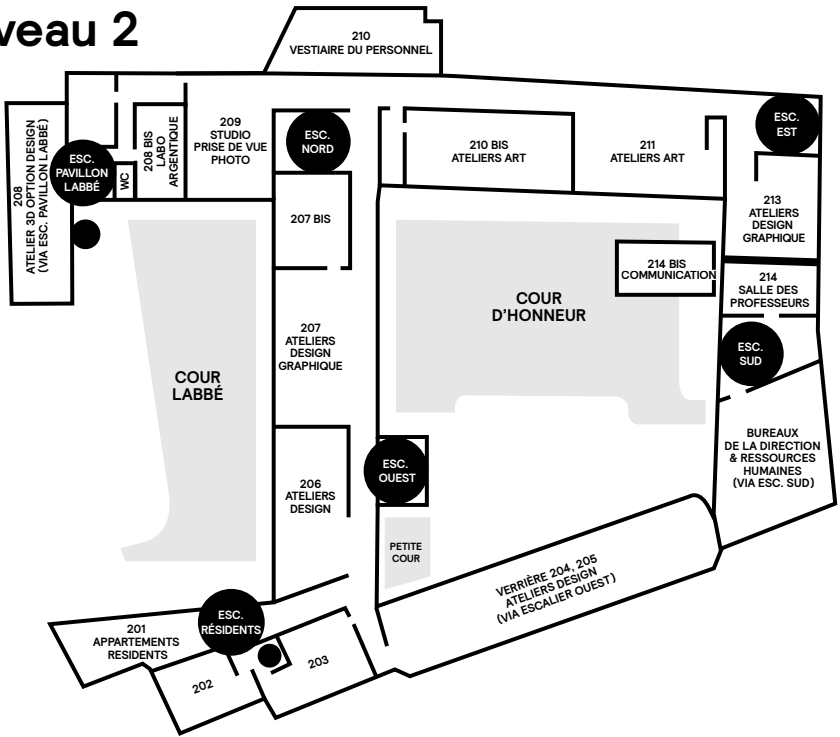 veau 2
210
VESTIAIRE DU PERSONNEL
208
ATELIER 3D OPTION DESIGN
(VIA ESC. PAVILLON LABBÉ)
ESC.
PAVILLON
LABBÉ
WC
208 BIS
LABO
ARGENTIQUE
209
STUDIO
PRISE DE VUE
PHOTO
ESC.
NORD
210 BIS
ATELIERS ART
211
ATELIERS ART
ESC.
EST
207 BIS
213
ATELIERS
DESIGN
GRAPHIQUE
214 BIS
COMMUNICATION
214
SALLE DES
PROFESSEURS
COUR
D'HONNEUR
207
ATELIERS
DESIGN
GRAPHIQUE
ESC.
SUD
COUR
LABBÉ
BUREAUX
DE LA DIRECTION
& RESSOURCES
HUMAINES
(VIA ESC. SUD)
ESC.
OUEST
206
ATELIERS
DESIGN
PETITE
COUR
VERRIÈRE 204, 205
ATELIERS DESIGN
(VIA ESCALIER OUEST)
ESC.
RÉSIDENTS
201
APPARTEMENTS
RESIDENTS
202
203